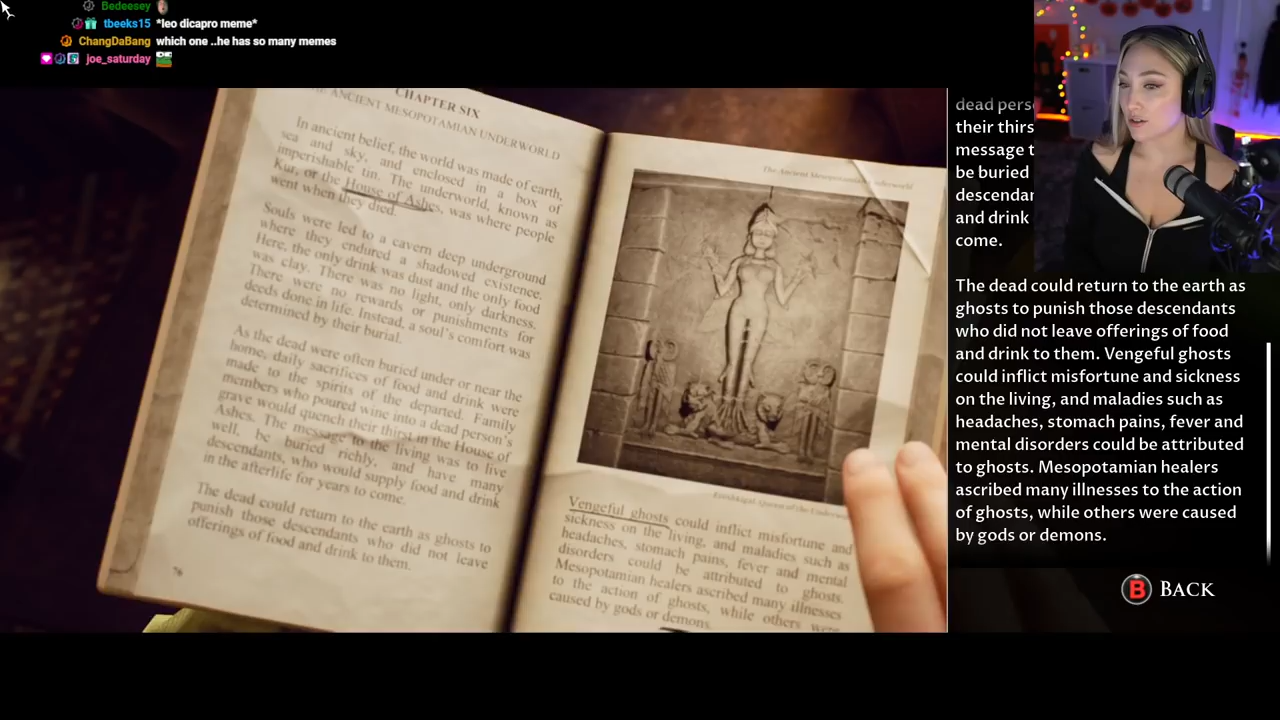 Bedeesey
tbeeks15 *leo dicapro meme*
ChangDaBang which one ..he has so many memes
joe_saturday
CHAPTER SIX
ANCIENT MESOPOTAMIAN UNDERWORLD
In ancient belief, the world was made of earth,
sea and sky, and enclosed in a box of
imperishable tin. The underworld, known as
Kur, or the House of Ashes, was where people
went when they died.
Souls were led to a cavern deep underground
where they endured a shadowed existence.
Here, the only drink was dust and the only food
was clay. There was no light, only darkness.
There were no rewards or punishments for
deeds done in life. Instead, a soul's comfort was
determined by their burial.
As the dead were often buried under or near the
home, daily sacrifices of food and drink were
made to the spirits of the departed. Family
members who poured wine into a dead person's
grave would quench their thirst in the House of
Ashes. The message to the living was to live
well, be buried richly, and have many
descendants, who would supply food and drink
in the afterlife for years to come.
The dead could return to the earth as ghosts to
punish those descendants who did not leave
offerings of food and drink to them.
76
The Ancient Mesopotamian Underworld
Ereshkigal Queen of the Underw
Vengeful ghosts could inflict misfortune and
sickness on the living, and maladies such as
headaches, stomach pains, fever and mental
disorders could be attributed to ghosts.
Mesopotamian healers ascribed many illnesses
to the action of ghosts, while others were
caused by gods or demons.
dead perso
their thirs
message t
be buried
descendan
and drink
come.
The dead could return to the earth as
ghosts to punish those descendants
who did not leave offerings of food
and drink to them. Vengeful ghosts
could inflict misfortune and sickness
on the living, and maladies such as
headaches, stomach pains, fever and
mental disorders could be attributed
to ghosts. Mesopotamian healers
ascribed many illnesses to the action
of ghosts, while others were caused
by gods or demons.
B BACK